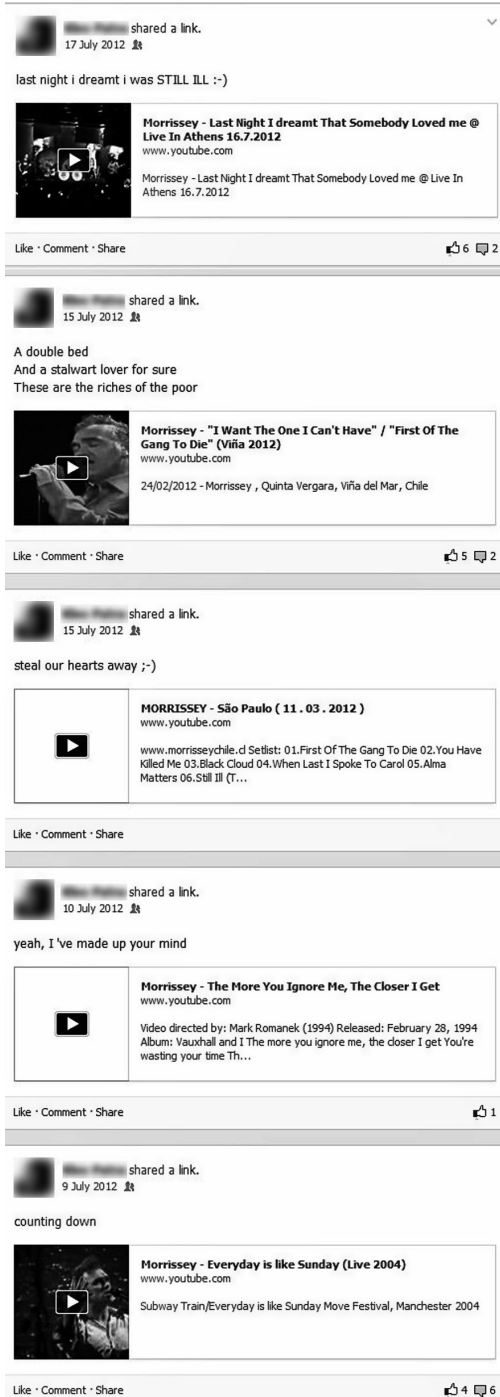 shared a link.
17 July 2012
last night i dreamt i was STILL ILL :-)
Morrissey - Last Night I dreamt That Somebody Loved me @
Live In Athens 16.7.2012
www.youtube.com
Morrissey - Last Night I dreamt That Somebody Loved me @ Live In
Athens 16.7.2012
Like · Comment · Share 6 2
shared a link.
15 July 2012
A double bed
And a stalwart lover for sure
These are the riches of the poor
Morrissey - "I Want The One I Can't Have" / "First Of The
Gang To Die" (Viña 2012)
www.youtube.com
24/02/2012 - Morrissey , Quinta Vergara, Viña del Mar, Chile
Like · Comment · Share 5 2
shared a link.
15 July 2012
steal our hearts away ;-)
MORRISSEY - São Paulo ( 11 . 03 . 2012 )
www.youtube.com
www.morrisseychile.cl Setlist: 01.First Of The Gang To Die 02.You Have
Killed Me 03.Black Cloud 04.When Last I Spoke To Carol 05.Alma
Matters 06.Still Ill (T...
Like · Comment · Share
shared a link.
10 July 2012
yeah, I 've made up your mind
Morrissey - The More You Ignore Me, The Closer I Get
www.youtube.com
Video directed by: Mark Romanek (1994) Released: February 28, 1994
Album: Vauxhall and I The more you ignore me, the closer I get You're
wasting your time Th...
Like · Comment · Share 1
shared a link.
9 July 2012
counting down
Morrissey - Everyday is like Sunday (Live 2004)
www.youtube.com
Subway Train/Everyday is like Sunday Move Festival, Manchester 2004
Like · Comment · Share 4 6